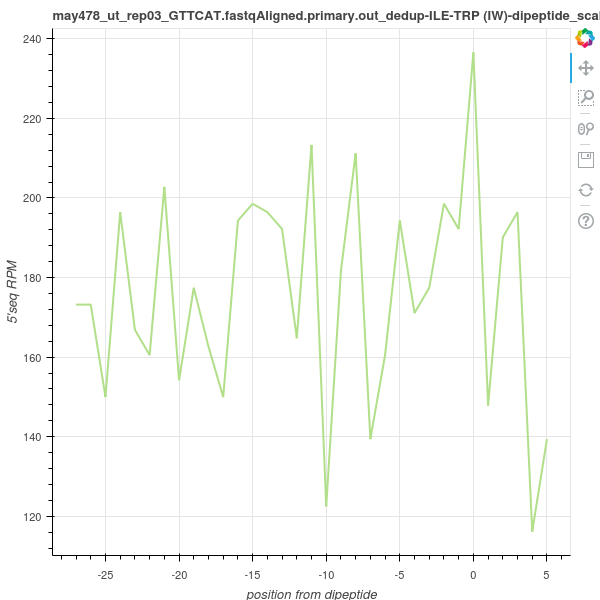 may478_ut_rep03_GTTCAT.fastqAligned.primary.out_dedup-ILE-TRP (IW)-dipeptide_scal
240
220
200
180
160
140
120
5'seq RPM
-25 -20 -15 -10 -5 0 5
position from dipeptide